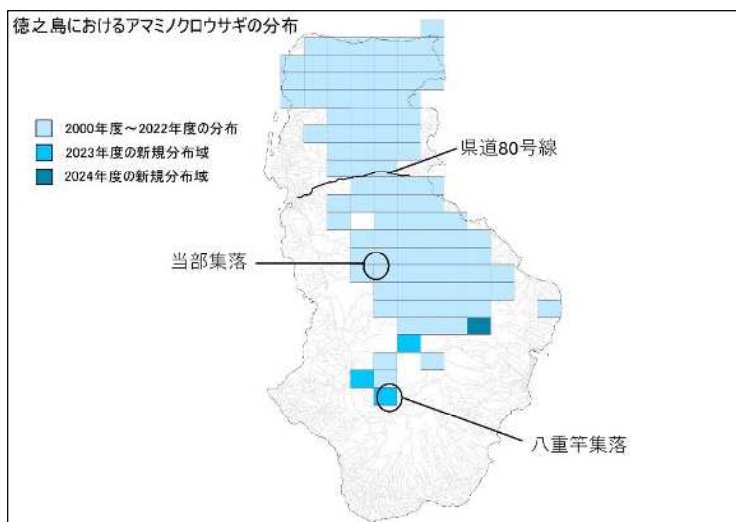 徳之島におけるアマミノクロウサギの分布
2000年度～2022年度の分布
2023年度の新規分布域
2024年度の新規分布域
県道80号線
当部集落
八重竿集落